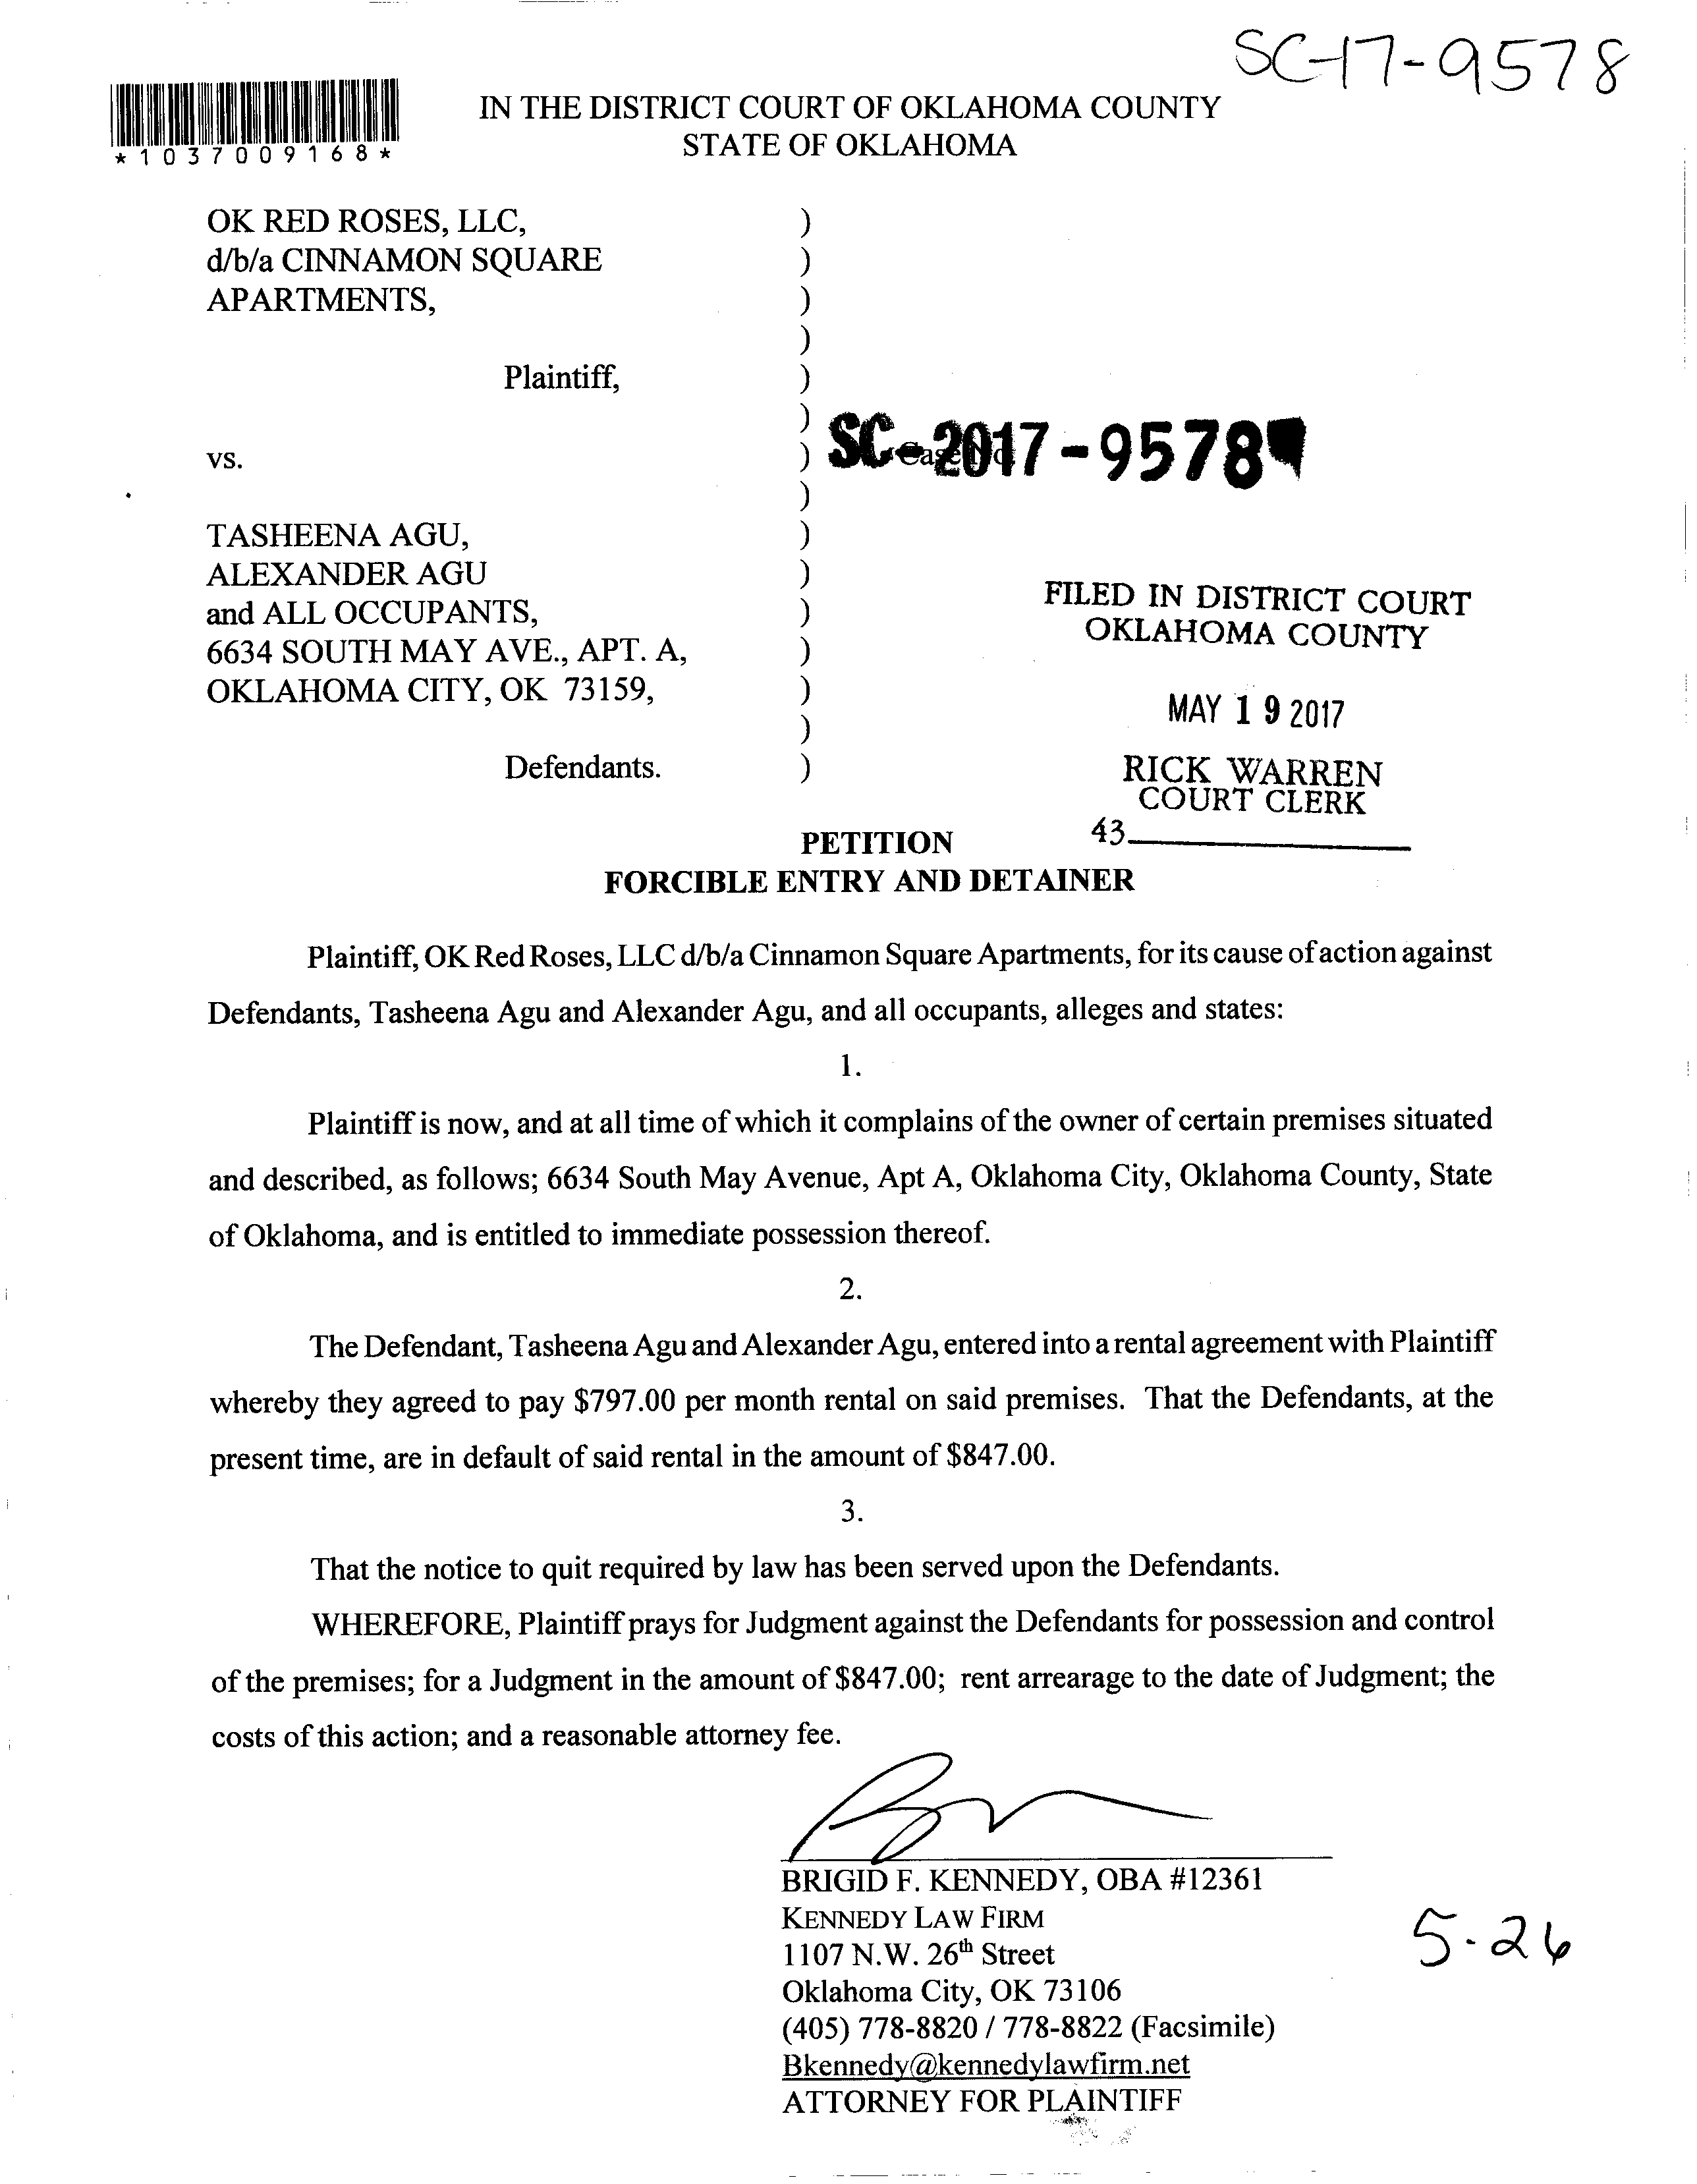 SC-17-9578
*1037009168*
IN THE DISTRICT COURT OF OKLAHOMA COUNTY
STATE OF OKLAHOMA
OK RED ROSES, LLC, )
d/b/a CINNAMON SQUARE )
APARTMENTS, )
)
Plaintiff, )
)
vs. ) Case No. SC-2017-9578
)
TASHEENA AGU, )
ALEXANDER AGU )
and ALL OCCUPANTS, )
6634 SOUTH MAY AVE., APT. A, )
OKLAHOMA CITY, OK 73159, )
)
Defendants. )
FILED IN DISTRICT COURT
OKLAHOMA COUNTY
MAY 19 2017
RICK WARREN
COURT CLERK
43
PETITION
FORCIBLE ENTRY AND DETAINER
Plaintiff, OK Red Roses, LLC d/b/a Cinnamon Square Apartments, for its cause of action against
Defendants, Tasheena Agu and Alexander Agu, and all occupants, alleges and states:
1.
Plaintiff is now, and at all time of which it complains of the owner of certain premises situated
and described, as follows; 6634 South May Avenue, Apt A, Oklahoma City, Oklahoma County, State
of Oklahoma, and is entitled to immediate possession thereof.
2.
The Defendant, Tasheena Agu and Alexander Agu, entered into a rental agreement with Plaintiff
whereby they agreed to pay $797.00 per month rental on said premises. That the Defendants, at the
present time, are in default of said rental in the amount of $847.00.
3.
That the notice to quit required by law has been served upon the Defendants.
WHEREFORE, Plaintiff prays for Judgment against the Defendants for possession and control
of the premises; for a Judgment in the amount of $847.00; rent arrearage to the date of Judgment; the
costs of this action; and a reasonable attorney fee.
BRIGID F. KENNEDY, OBA #12361
KENNEDY LAW FIRM
1107 N.W. 26th Street
Oklahoma City, OK 73106
(405) 778-8820 / 778-8822 (Facsimile)
Bkennedy@kennedylawfirm.net
ATTORNEY FOR PLAINTIFF
5-26